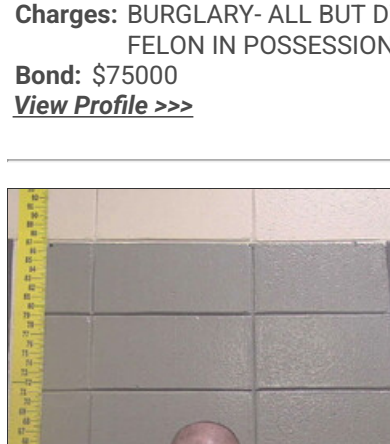 Charges: BURGLARY- ALL BUT D
FELON IN POSSESSION
Bond: $75000
View Profile >>>